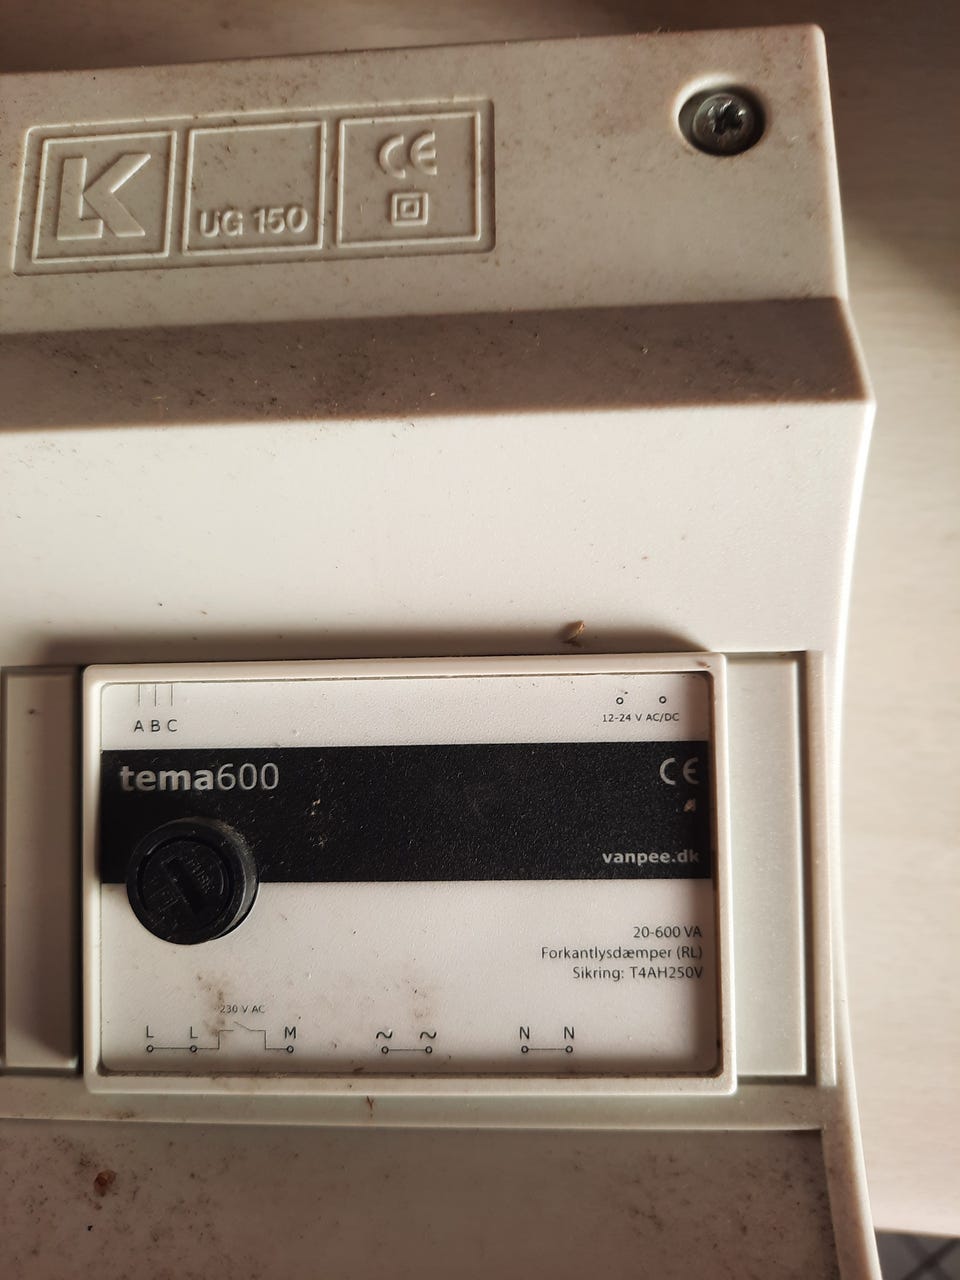 LK
UG 150
CE
A B C
12-24 V AC/DC
tema600
CE
vanpee.dk
20-600 VA
Forkantlysdæmper (RL)
Sikring: T4AH250V
230 V AC
L L M ~ ~ N N